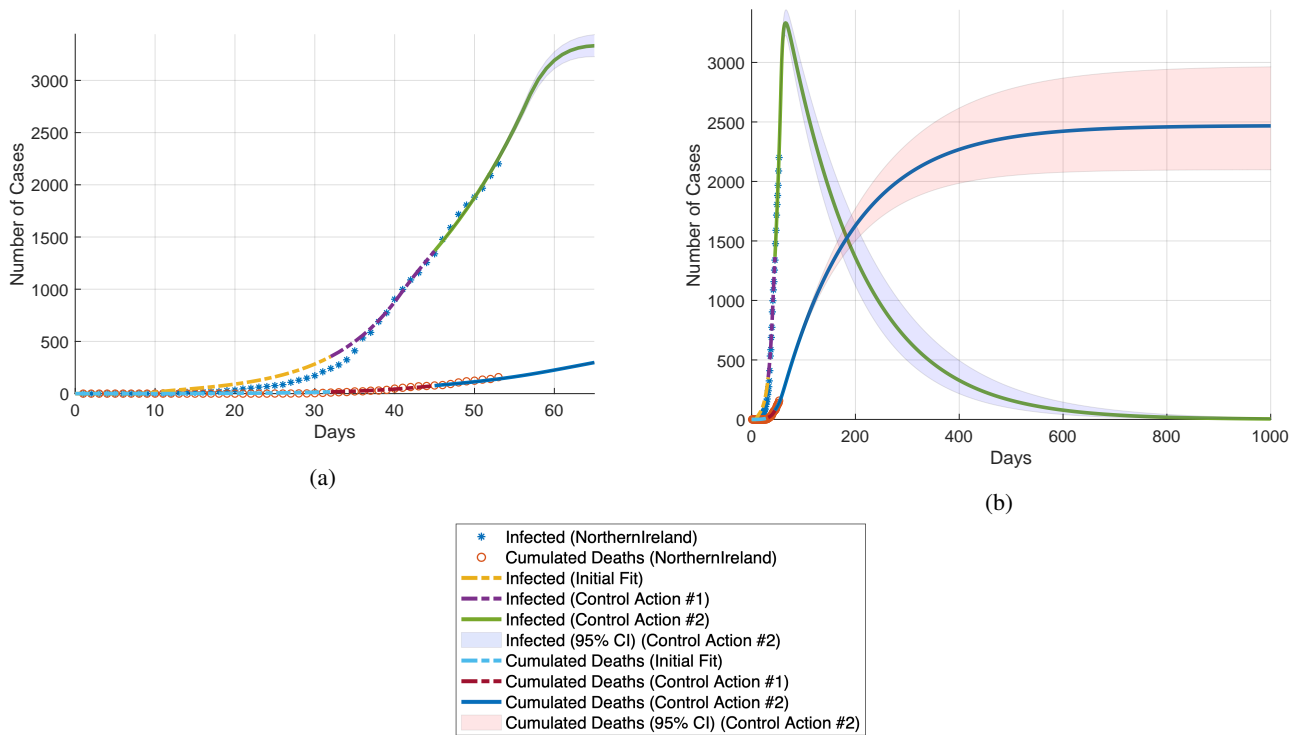 Number of Cases
3000
2500
2000
1500
1000
500
0
0 10 20 30 40 50 60
Days
(a)
Number of Cases
3000
2500
2000
1500
1000
500
0
0 200 400 600 800 1000
Days
(b)
Infected (NorthernIreland)
Cumulated Deaths (NorthernIreland)
Infected (Initial Fit)
Infected (Control Action #1)
Infected (Control Action #2)
Infected (95% CI) (Control Action #2)
Cumulated Deaths (Initial Fit)
Cumulated Deaths (Control Action #1)
Cumulated Deaths (Control Action #2)
Cumulated Deaths (95% CI) (Control Action #2)